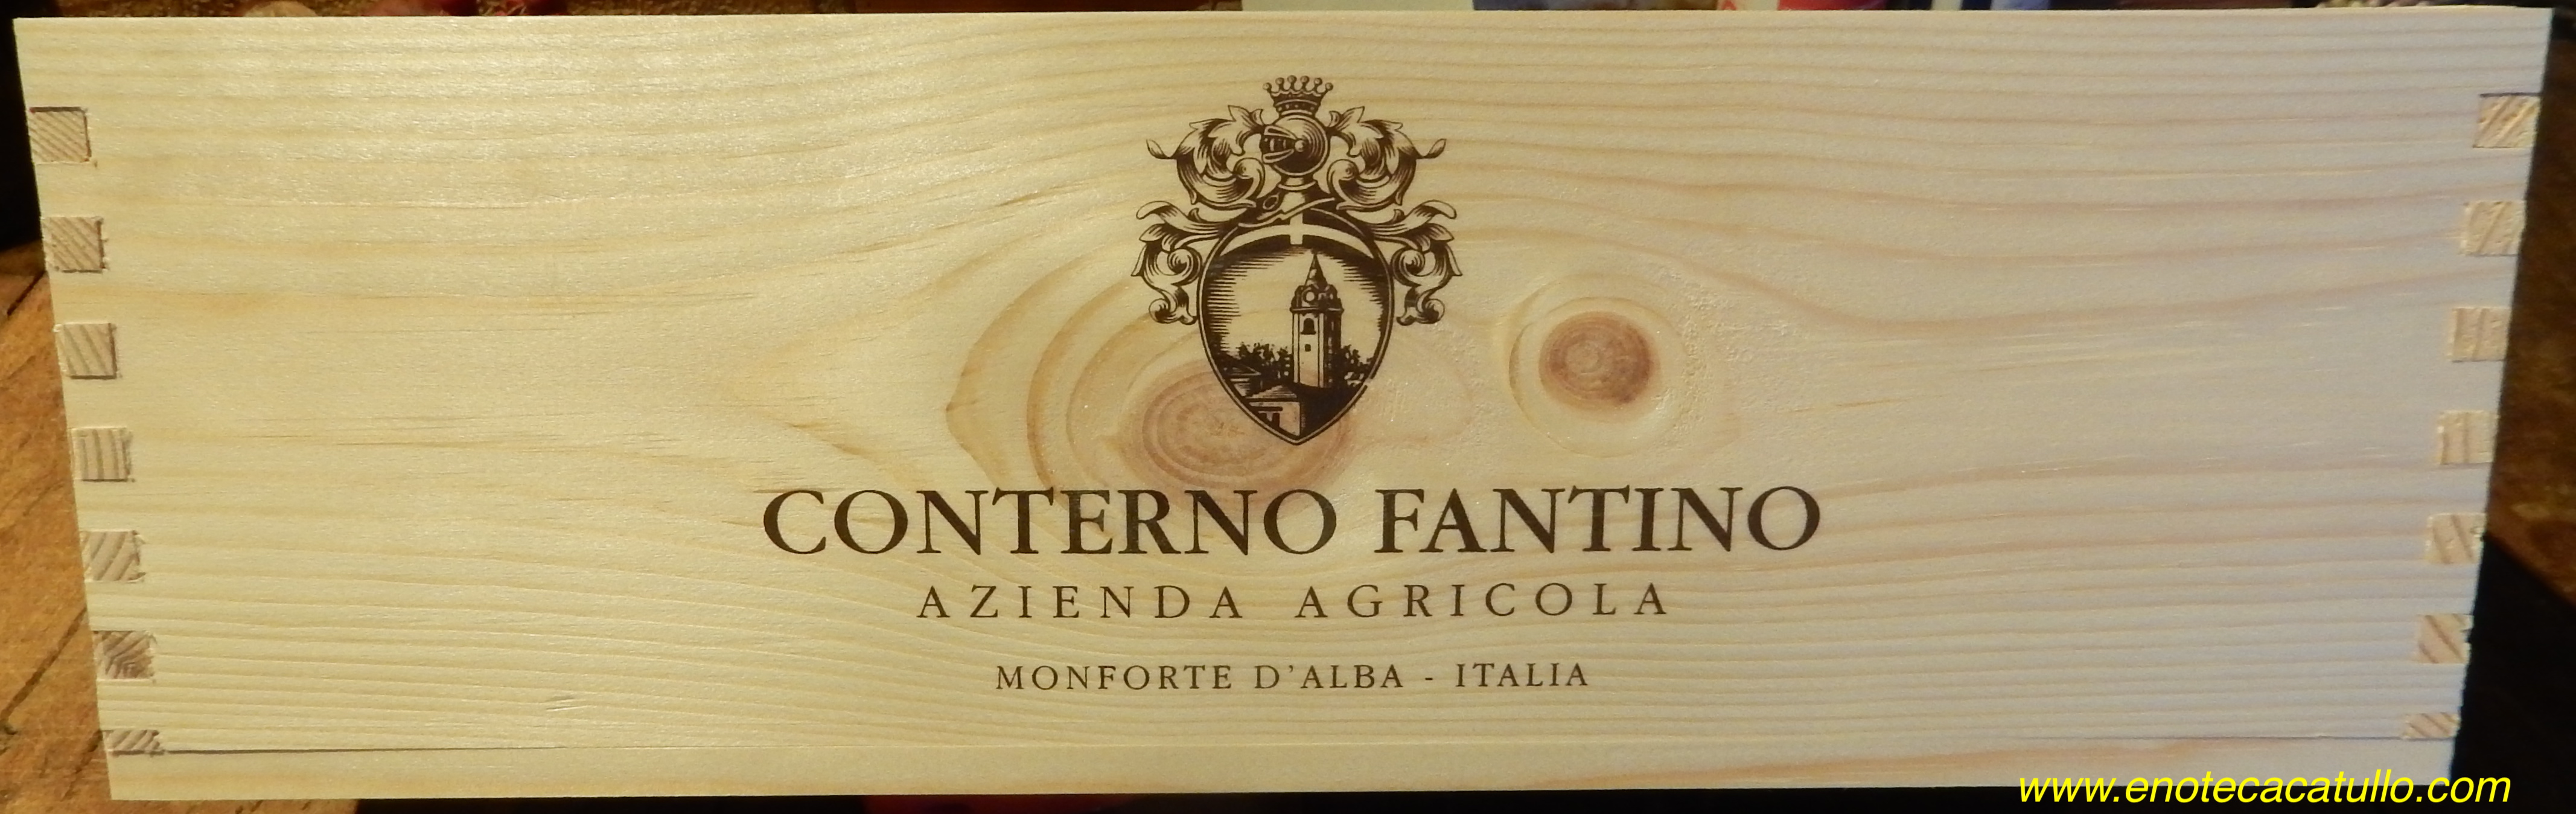 CONTERNO FANTINO
AZIENDA AGRICOLA
MONFORTE D'ALBA - ITALIA
www.enotecacatullo.com